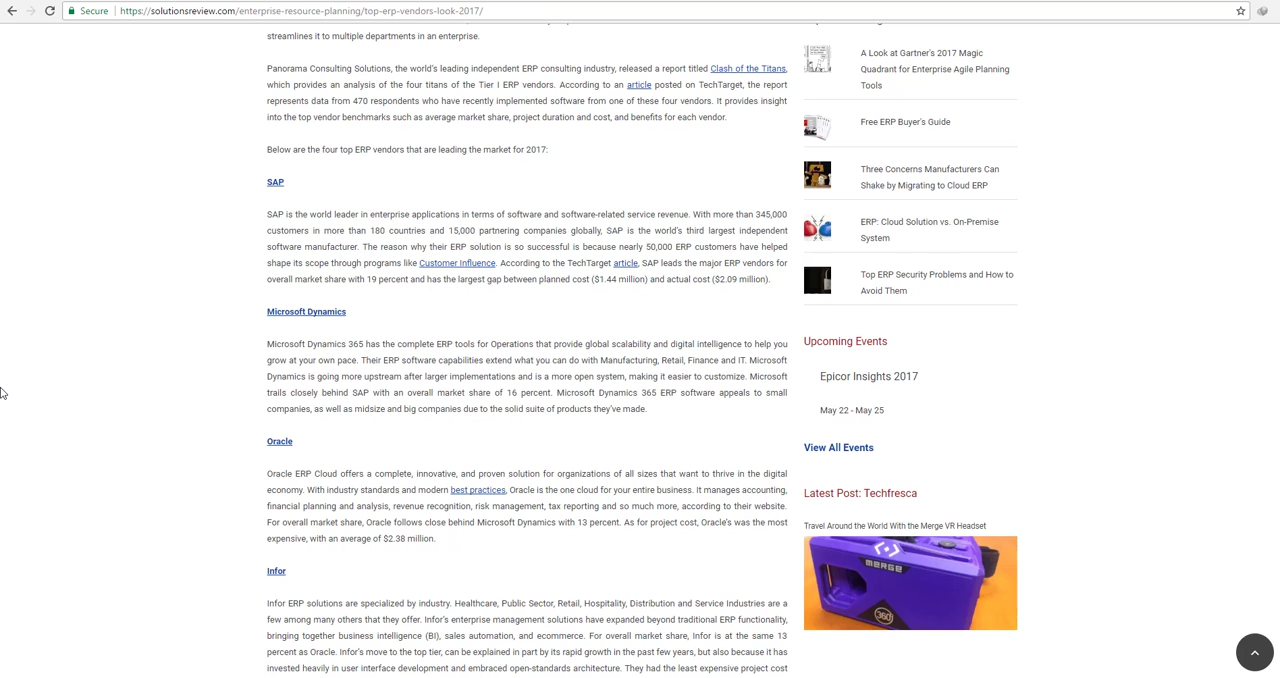 Secure
https://solutionsreview.com/enterprise-resource-planning/top-erp-vendors-look-2017/
streamlines it to multiple departments in an enterprise.
Panorama Consulting Solutions, the world's leading independent ERP consulting industry, released a report titled Clash of the Titans,
which provides an analysis of the four titans of the Tier I ERP vendors. According to an article posted on TechTarget, the report
represents data from 470 respondents who have recently implemented software from one of these four vendors. It provides insight
into the top vendor benchmarks such as average market share, project duration and cost, and benefits for each vendor.
Below are the four top ERP vendors that are leading the market for 2017:
SAP
SAP is the world leader in enterprise applications in terms of software and software-related service revenue. With more than 345,000
customers in more than 180 countries and 15,000 partnering companies globally, SAP is the world's third largest independent
software manufacturer. The reason why their ERP solution is so successful is because nearly 50,000 ERP customers have helped
shape its scope through programs like Customer Influence. According to the TechTarget article, SAP leads the major ERP vendors for
overall market share with 19 percent and has the largest gap between planned cost ($1.44 million) and actual cost ($2.09 million).
Microsoft Dynamics
Microsoft Dynamics 365 has the complete ERP tools for Operations that provide global scalability and digital intelligence to help you
grow at your own pace. Their ERP software capabilities extend what you can do with Manufacturing, Retail, Finance and IT. Microsoft
Dynamics is going more upstream after larger implementations and is a more open system, making it easier to customize. Microsoft
trails closely behind SAP with an overall market share of 16 percent. Microsoft Dynamics 365 ERP software appeals to small
companies, as well as midsize and big companies due to the solid suite of products they've made.
Oracle
Oracle ERP Cloud offers a complete, innovative, and proven solution for organizations of all sizes that want to thrive in the digital
economy. With industry standards and modern best practices, Oracle is the one cloud for your entire business. It manages accounting,
financial planning and analysis, revenue recognition, risk management, tax reporting and so much more, according to their website.
For overall market share, Oracle follows close behind Microsoft Dynamics with 13 percent. As for project cost, Oracle's was the most
expensive, with an average of $2.38 million.
Infor
Infor ERP solutions are specialized by industry. Healthcare, Public Sector, Retail, Hospitality, Distribution and Service Industries are a
few among many others that they offer. Infor's enterprise management solutions have expanded beyond traditional ERP functionality,
bringing together business intelligence (BI), sales automation, and ecommerce. For overall market share, Infor is at the same 13
percent as Oracle. Infor's move to the top tier, can be explained in part by its rapid growth in the past few years, but also because it has
invested heavily in user interface development and embraced open-standards architecture. They had the least expensive project cost
A Look at Gartner's 2017 Magic
Quadrant for Enterprise Agile Planning
Tools
Free ERP Buyer's Guide
Three Concerns Manufacturers Can
Shake by Migrating to Cloud ERP
ERP: Cloud Solution vs. On-Premise
System
Top ERP Security Problems and How to
Avoid Them
Upcoming Events
Epicor Insights 2017
May 22 - May 25
View All Events
Latest Post: Techfresca
Travel Around the World With the Merge VR Headset
MERGE
360°